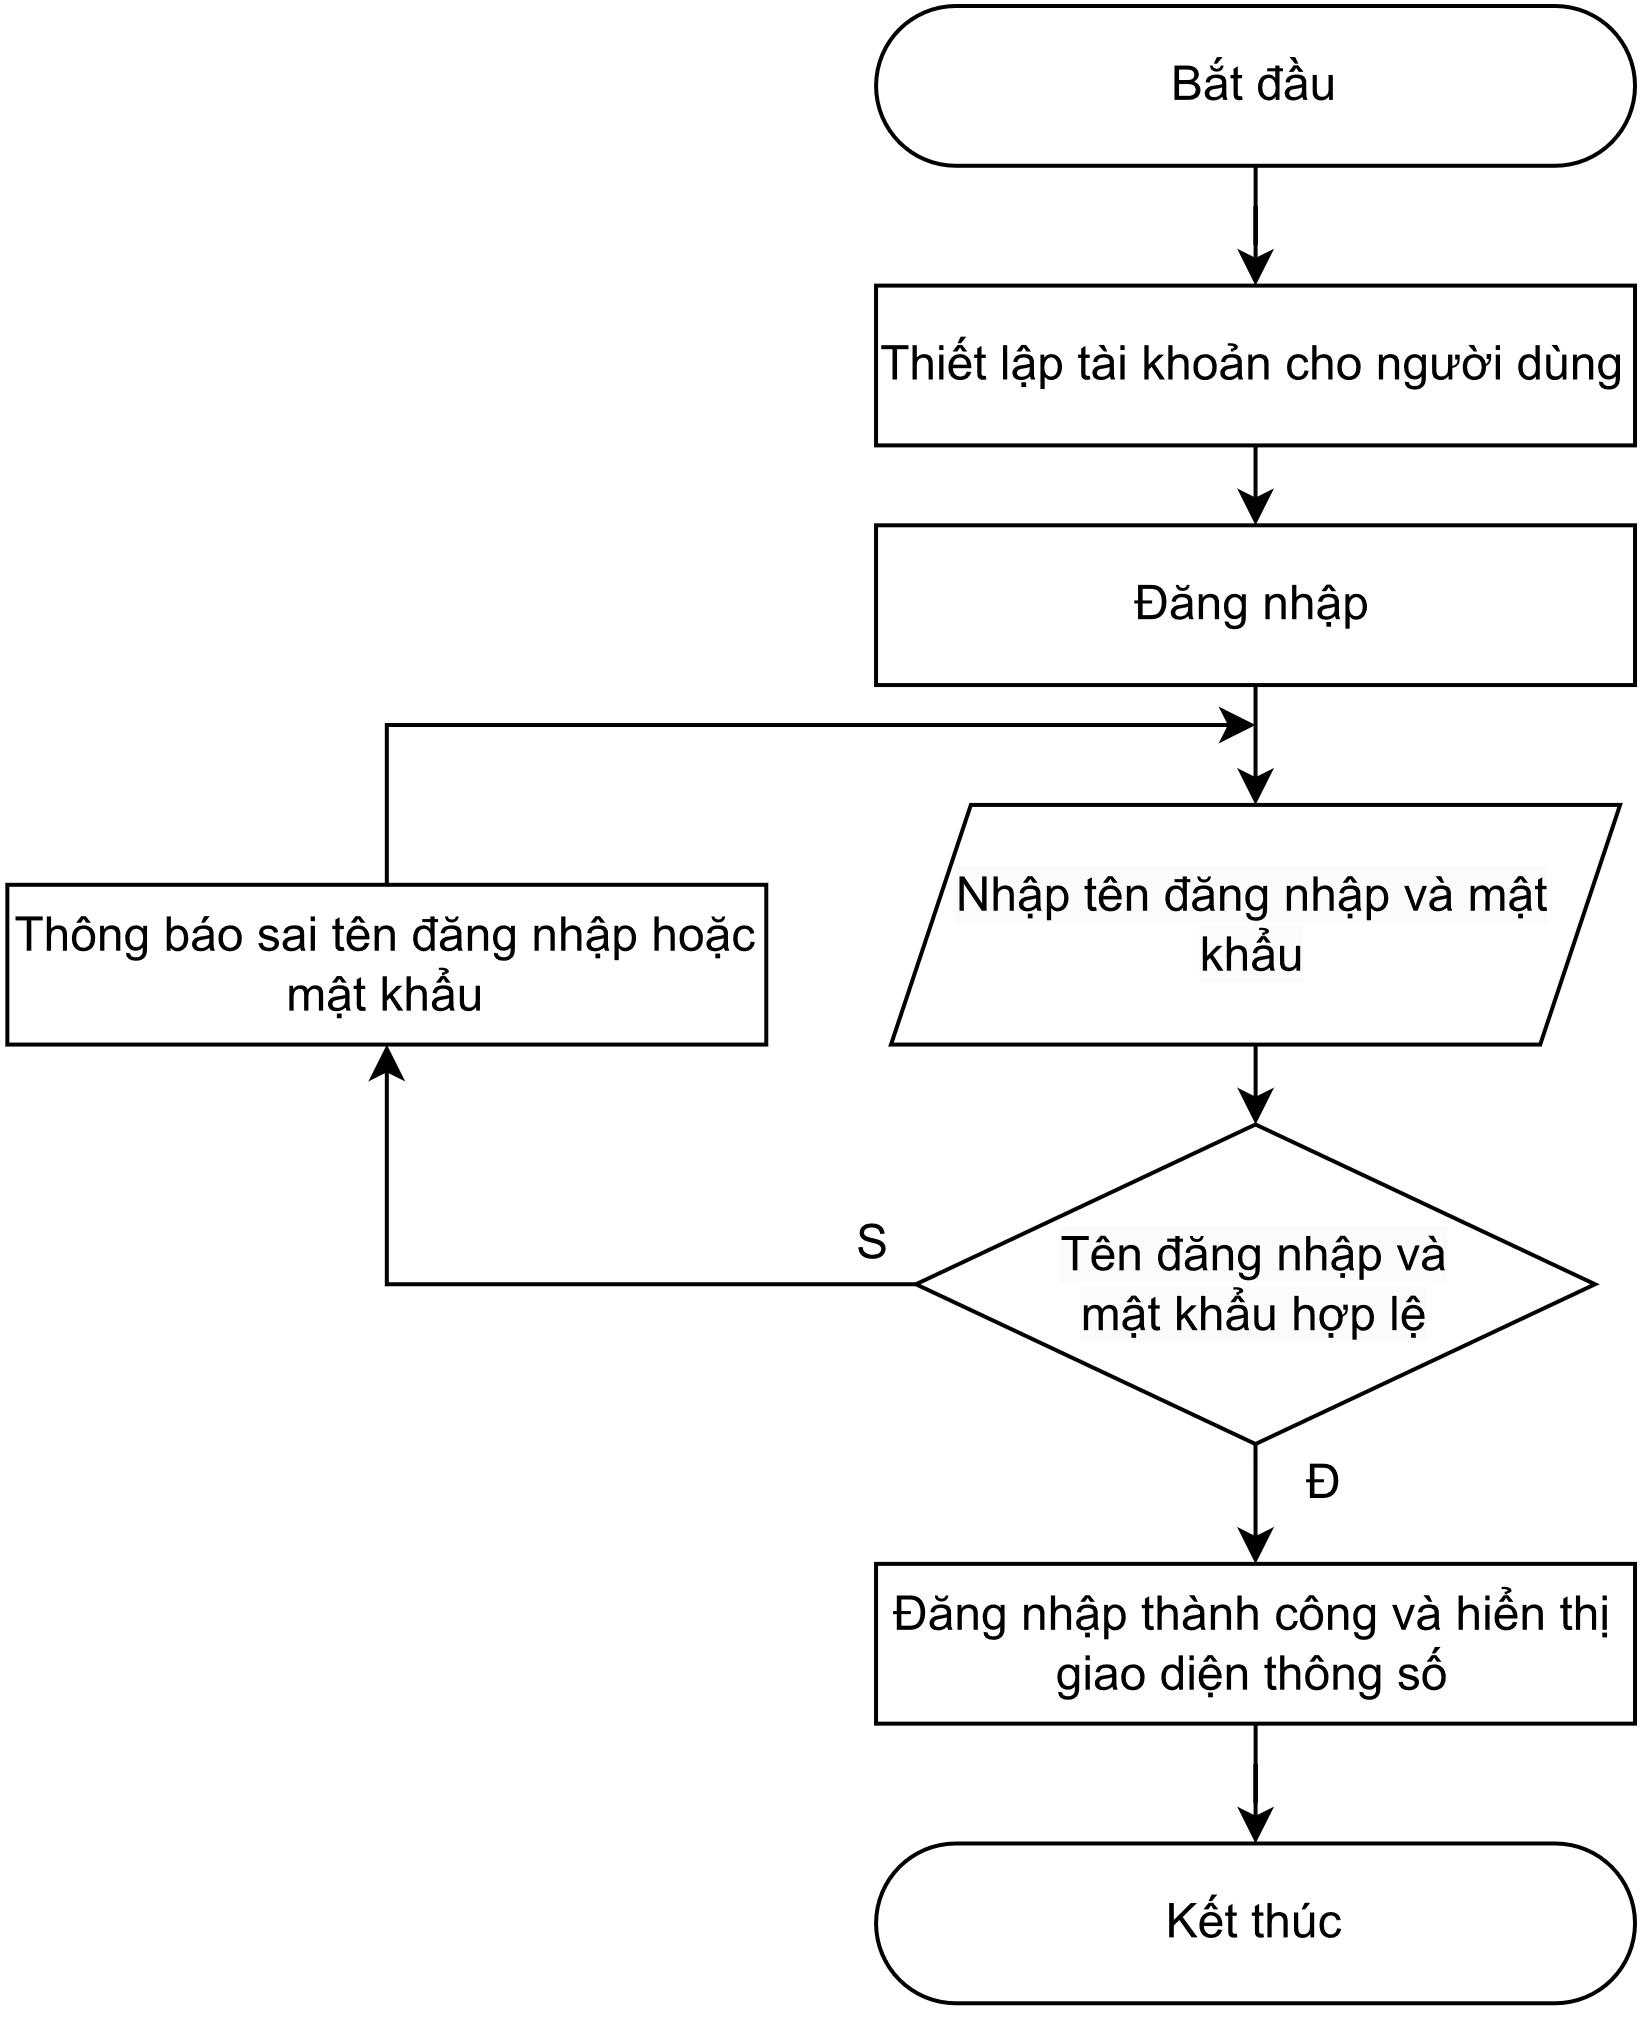 Bắt đầu
Thiết lập tài khoản cho người dùng
Đăng nhập
Nhập tên đăng nhập và mật
khẩu
Thông báo sai tên đăng nhập hoặc
mật khẩu
S
Tên đăng nhập và
mật khẩu hợp lệ
Đ
Đăng nhập thành công và hiển thị
giao diện thông số
Kết thúc